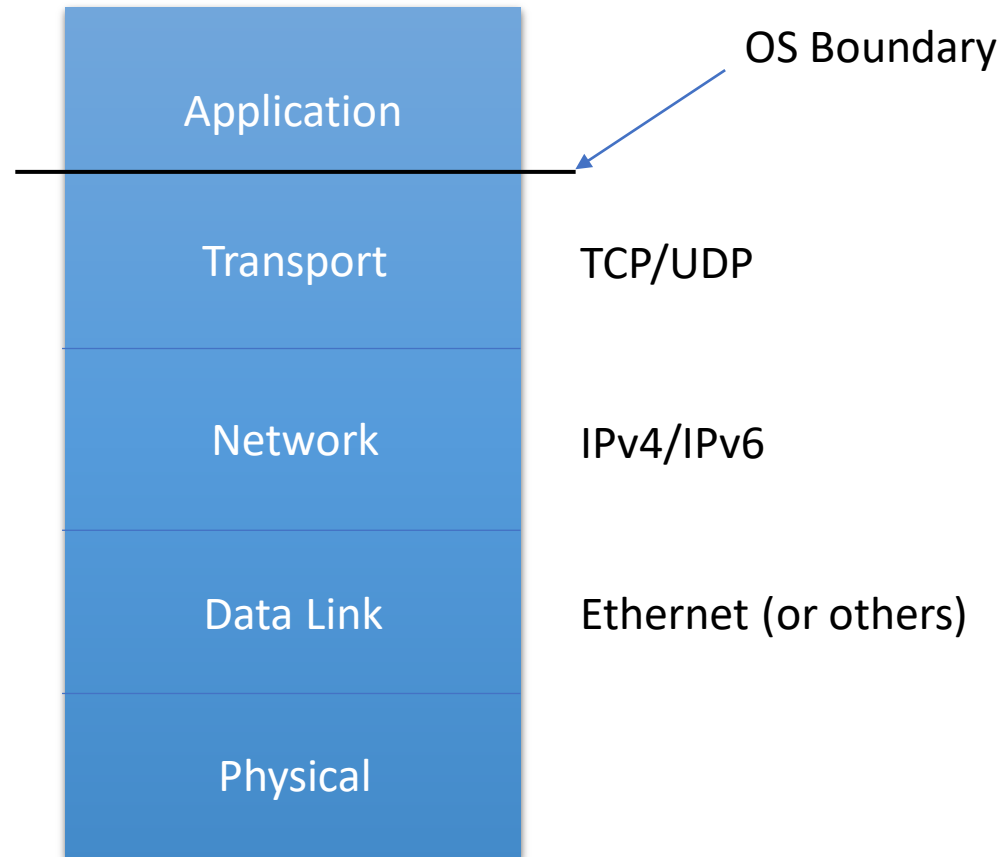 OS Boundary
Application
Transport
TCP/UDP
Network
IPv4/IPv6
Data Link
Ethernet (or others)
Physical